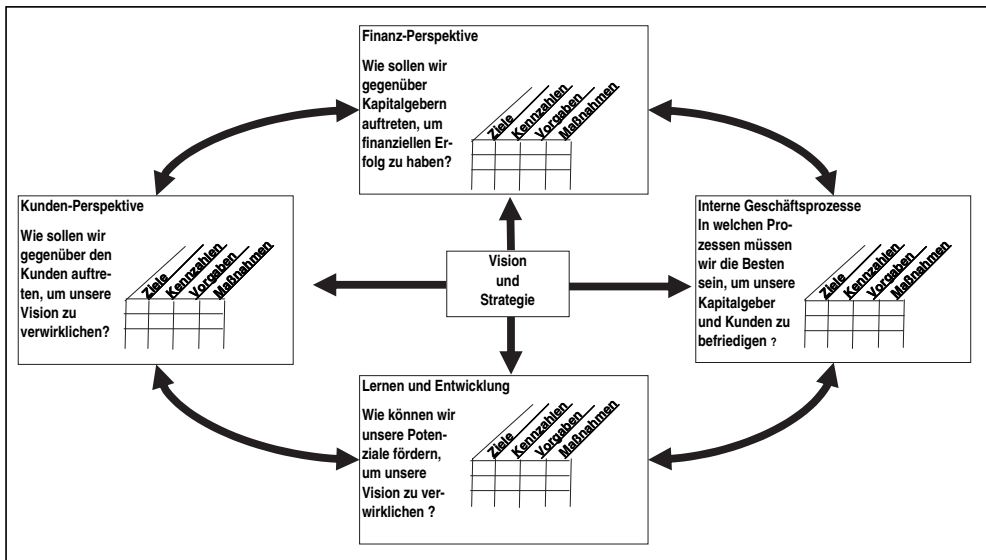 Finanz-Perspektive
Wie sollen wir
gegenüber
Kapitalgebern
auftreten, um
finanziellen Er-
folg zu haben?
Ziele
Kennzahlen
Vorgaben
Maßnahmen
Kunden-Perspektive
Wie sollen wir
gegenüber den
Kunden auftre-
ten, um unsere
Vision zu
verwirklichen?
Ziele
Kennzahlen
Vorgaben
Maßnahmen
Vision
und
Strategie
Interne Geschäftsprozesse
In welchen Pro-
zessen müssen
wir die Besten
sein, um unsere
Kapitalgeber
und Kunden zu
befriedigen ?
Ziele
Kennzahlen
Vorgaben
Maßnahmen
Lernen und Entwicklung
Wie können wir
unsere Poten-
ziale fördern,
um unsere
Vision zu ver-
wirklichen ?
Ziele
Kennzahlen
Vorgaben
Maßnahmen